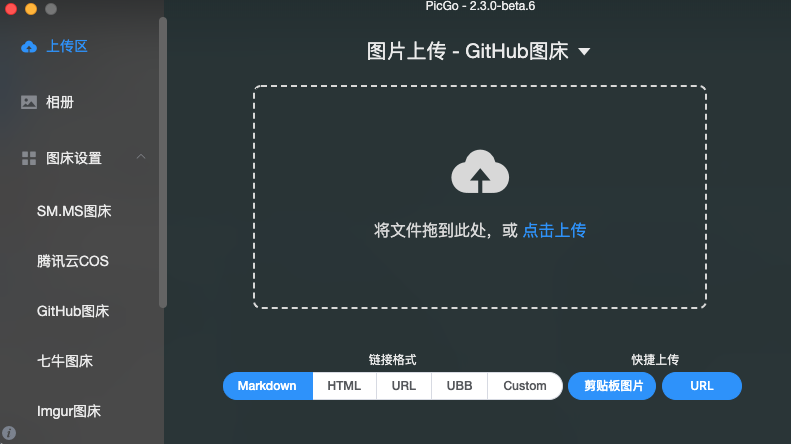 PicGo - 2.3.0-beta.6
上传区
相册
图床设置
SM.MS图床
腾讯云COS
GitHub图床
七牛图床
Imgur图床
图片上传 - GitHub图床
将文件拖到此处，或 点击上传
链接格式
Markdown HTML URL UBB Custom
快捷上传
剪贴板图片 URL